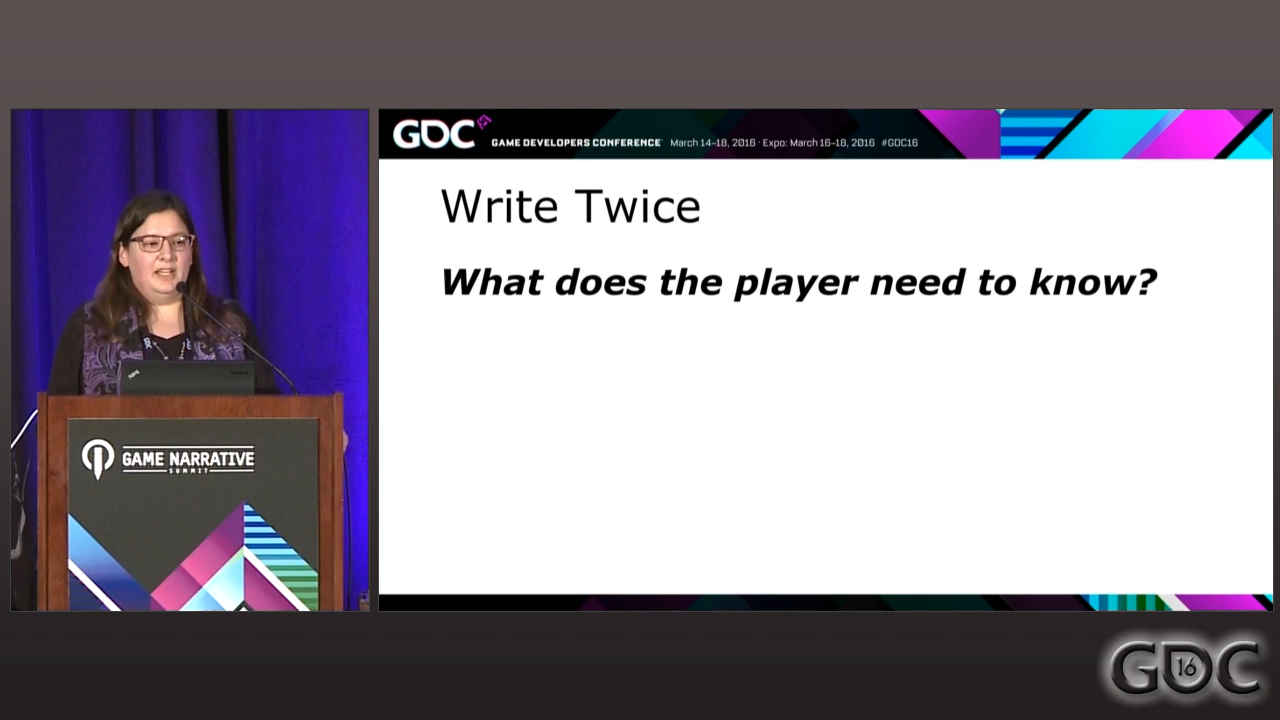 GDC
GAME DEVELOPERS CONFERENCE March 14–18, 2016 · Expo: March 16–18, 2016 #GDC16
Write Twice
What does the player need to know?
GAME NARRATIVE
SUMMIT
GDC
16